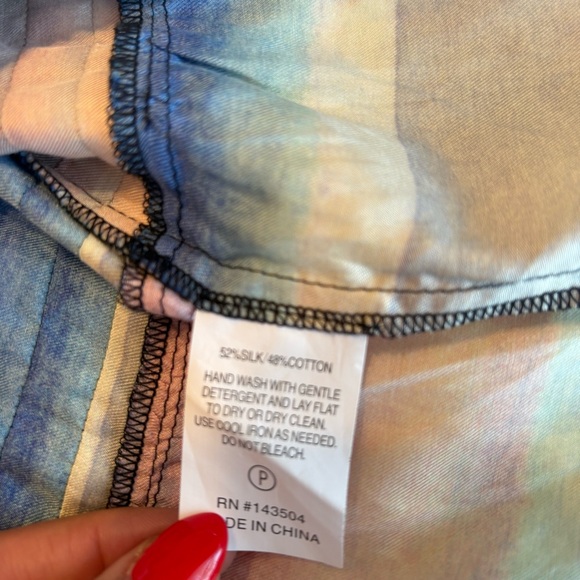 52%SILK/48%COTTON
HAND WASH WITH GENTLE
DETERGENT AND LAY FLAT
TO DRY OR DRY CLEAN.
USE COOL IRON AS NEEDED.
DO NOT BLEACH.
P
RN #143504
DE IN CHINA